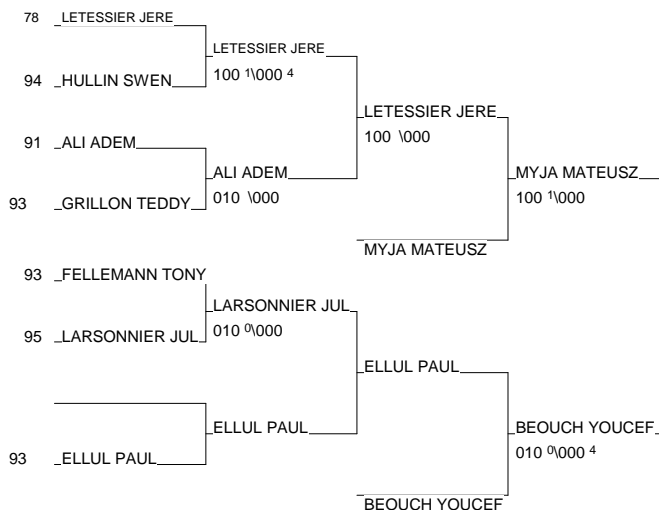 78 LETESSIER JERE
LETESSIER JERE
100 1\000 4
94 HULLIN SWEN
LETESSIER JERE
100 \000
91 ALI ADEM
ALI ADEM
010 \000
MYJA MATEUSZ
100 1\000
93 GRILLON TEDDY
MYJA MATEUSZ
93 FELLEMANN TONY
LARSONNIER JUL
010 0\000
95 LARSONNIER JUL
ELLUL PAUL
ELLUL PAUL
BEOUCH YOUCEF
010 0\000 4
93 ELLUL PAUL
BEOUCH YOUCEF